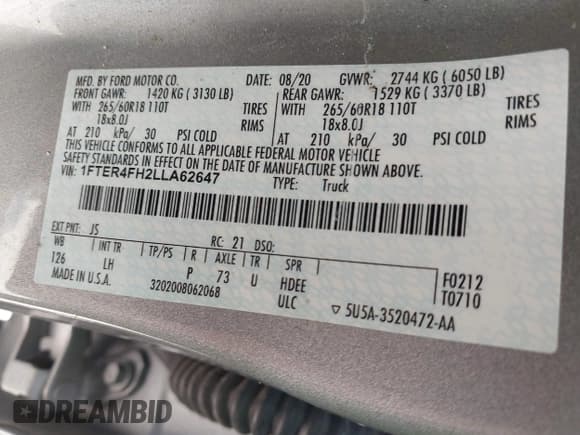 MFD. BY FORD MOTOR CO. DATE: 08/20 GVWR: 2744 KG ( 6050 LB)
FRONT GAWR: 1420 KG ( 3130 LB) REAR GAWR: 1529 KG ( 3370 LB)
WITH 265/60R18 110T TIRES WITH 265/60R18 110T TIRES
18x8.0J RIMS 18x8.0J RIMS
AT 210 kPa/ 30 PSI COLD AT 210 kPa/ 30 PSI COLD
THIS VEHICLE CONFORMS TO ALL APPLICABLE FEDERAL MOTOR VEHICLE
SAFETY STANDARDS IN EFFECT ON THE DATE OF MANUFACTURE SHOWN ABOVE.
VIN: 1FTER4FH2LLA62647 TYPE: Truck
EXT PNT: JS RC: 21 DSO:
WB INT TR TP/PS R AXLE TR SPR
126 LH P 73 U HDEE F0212
MADE IN U.S.A. 3202008062068 ULC T0710
▽ 5U5A-3520472-AA
DREAMBID